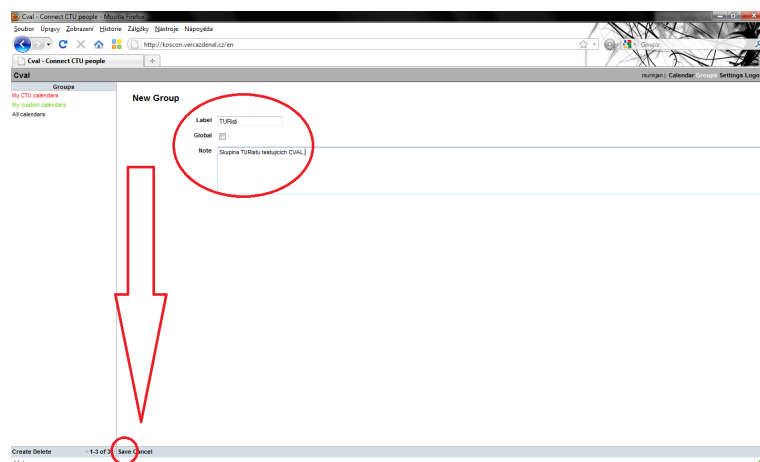 Cval - Connect CTU people - Mozilla Firefox
Soubor Úpravy Zobrazení Historie Záložky Nástroje Nápověda
http://koscon.vercazdenal.cz/en
Google
Cval - Connect CTU people
Cval
Calendar Groups Settings Logo
Groups
My CTU calendars
My custom calendars
All calendars
New Group
Label TURisti
Global
Note Skupina TURistu testujicich CVAL.
Create Delete 1-3 of 3 Save Cancel